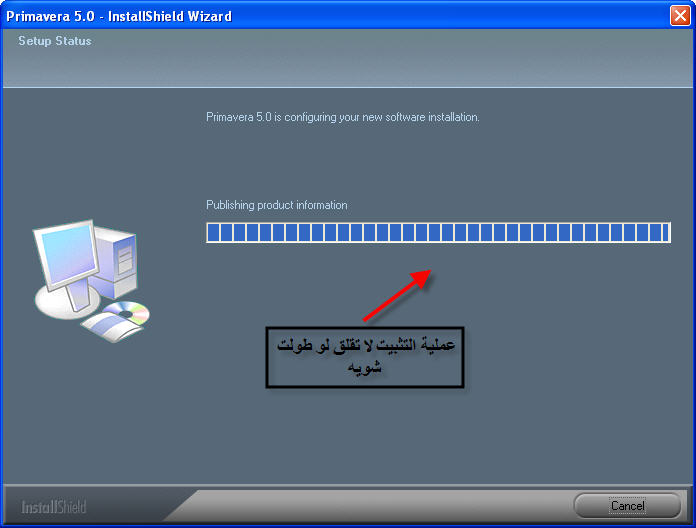 Primavera 5.0 - InstallShield Wizard
Setup Status
Primavera 5.0 is configuring your new software installation.
Publishing product information
عملية التثبيت لا تقلق لو طولت
شويه
InstallShield
Cancel